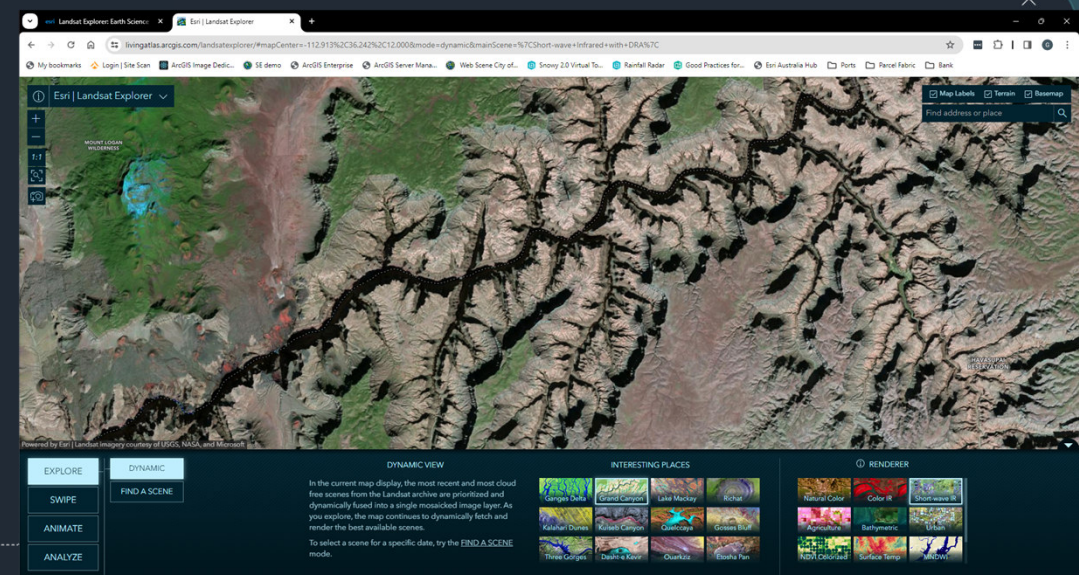 Landsat Explorer: Earth Science
Esri | Landsat Explorer
livingatlas.arcgis.com/landsatexplorer/#mapCenter=-112.913%2C36.242%2C12.000&mode=dynamic&mainScene=%7CShort-wave+Infrared+with+DRA%7C
My bookmarks
Login | Site Scan
ArcGIS Image Dedic...
SE demo
ArcGIS Enterprise
ArcGIS Server Mana...
Web Scene City of...
Snowy 2.0 Virtual To...
Rainfall Radar
Good Practices for...
Esri Australia Hub
Ports
Parcel Fabric
Bank
Esri | Landsat Explorer
Map Labels
Terrain
Basemap
Find address or place
1:1
MOUNT LOGAN
WILDERNESS
RESERVATION
Powered by Esri | Landsat imagery courtesy of USGS, NASA, and Microsoft
EXPLORE
SWIPE
ANIMATE
ANALYZE
DYNAMIC
FIND A SCENE
DYNAMIC VIEW
In the current map display, the most recent and most cloud
free scenes from the Landsat archive are prioritized and
dynamically fused into a single mosaicked image layer. As
you explore, the map continues to dynamically fetch and
render the best available scenes.
To select a scene for a specific date, try the FIND A SCENE
mode.
INTERESTING PLACES
Ganges Delta
Grand Canyon
Lake Mackay
Richat
Kalahari Dunes
Kuiseb Canyon
Quelccaya
Gosses Bluff
Three Gorges
Dasht-e Kevir
Ouarkziz
Etosha Pan
RENDERER
Natural Color
Color IR
Short-wave IR
Agriculture
Bathymetric
Urban
NDVI Colorized
Surface Temp
MNDWI